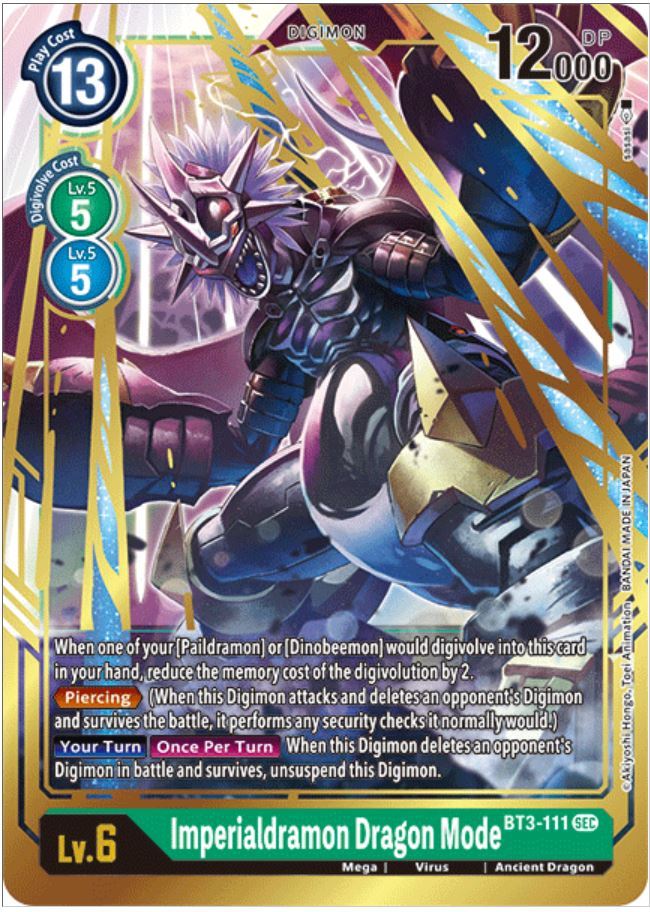 DIGIMON
Play Cost
13
12000
DP
Digivolve Cost
Lv.5
5
Lv.5
5
sasasi
©Akiyoshi Hongo, Toei Animation BANDAI MADE IN JAPAN
When one of your [Paildramon] or [Dinobeemon] would digivolve into this card
in your hand, reduce the memory cost of the digivolution by 2.
Piercing (When this Digimon attacks and deletes an opponent's Digimon
and survives the battle, it performs any security checks it normally would.)
Your Turn Once Per Turn When this Digimon deletes an opponent's
Digimon in battle and survives, unsuspend this Digimon.
Lv.6
Imperialdramon Dragon Mode
BT3-111 SEC
Mega | Virus | Ancient Dragon